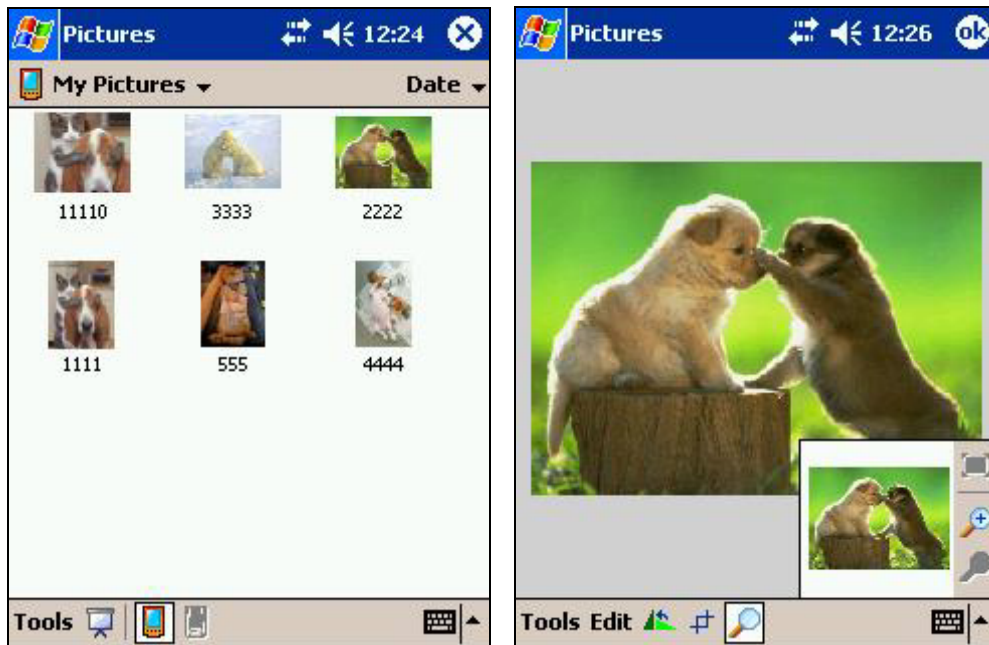 Pictures 12:24
My Pictures Date
11110 3333 2222
1111 555 4444
Tools
Pictures 12:26 ok
Tools Edit